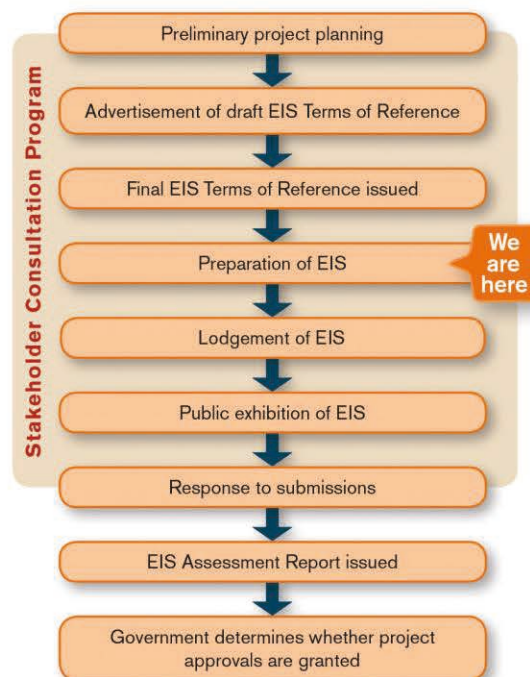 Stakeholder Consultation Program
Preliminary project planning
Advertisement of draft EIS Terms of Reference
Final EIS Terms of Reference issued
Preparation of EIS
We
are
here
Lodgement of EIS
Public exhibition of EIS
Response to submissions
EIS Assessment Report issued
Government determines whether project
approvals are granted